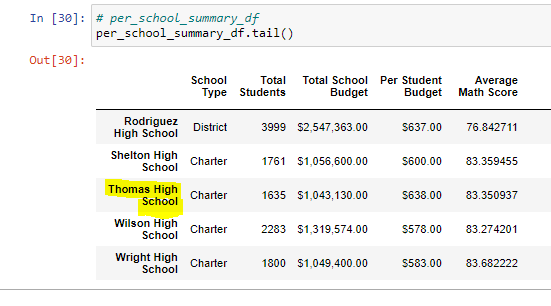 In [30]: # per_school_summary_df
per_school_summary_df.tail()
Out[30]:
School Type Total Students Total School Budget Per Student Budget Average Math Score
Rodriguez High School District 3999 $2,547,363.00 $637.00 76.842711
Shelton High School Charter 1761 $1,056,600.00 $600.00 83.359455
Thomas High School Charter 1635 $1,043,130.00 $638.00 83.350937
Wilson High School Charter 2283 $1,319,574.00 $578.00 83.274201
Wright High School Charter 1800 $1,049,400.00 $583.00 83.682222